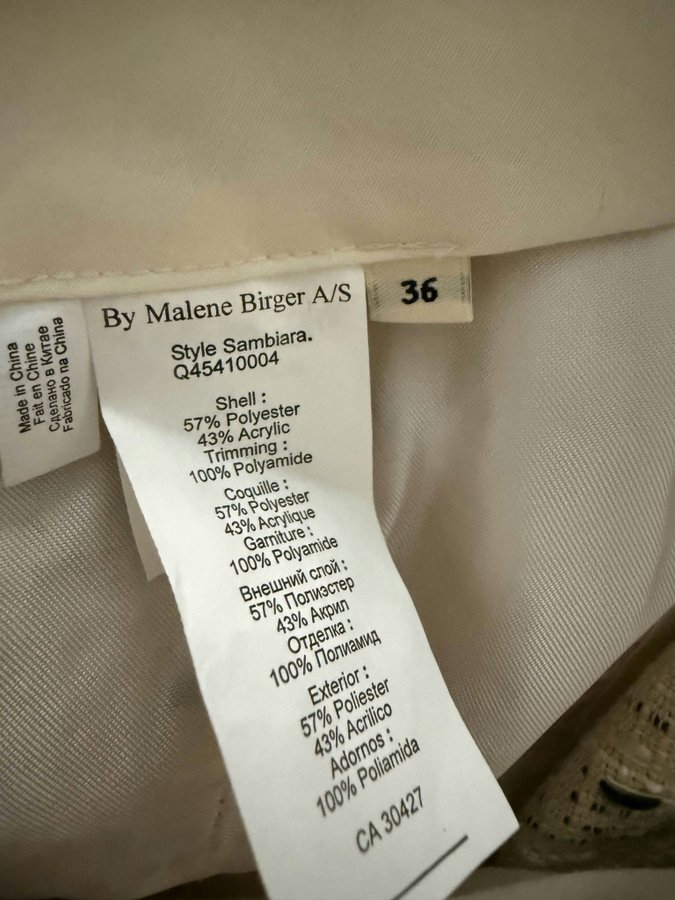 Made in China
Fait en Chine
Сделано в Китае
Fabricado na China
By Malene Birger A/S
36
Style Sambiara.
Q45410004
Shell :
57% Polyester
43% Acrylic
Trimming :
100% Polyamide
Coquille :
57% Polyester
43% Acrylique
Garniture :
100% Polyamide
Внешний слой :
57% Полиэстер
43% Акрил
Отделка :
100% Полиамид
Exterior :
57% Poliester
43% Acrilico
Adornos :
100% Poliamida
CA 30427